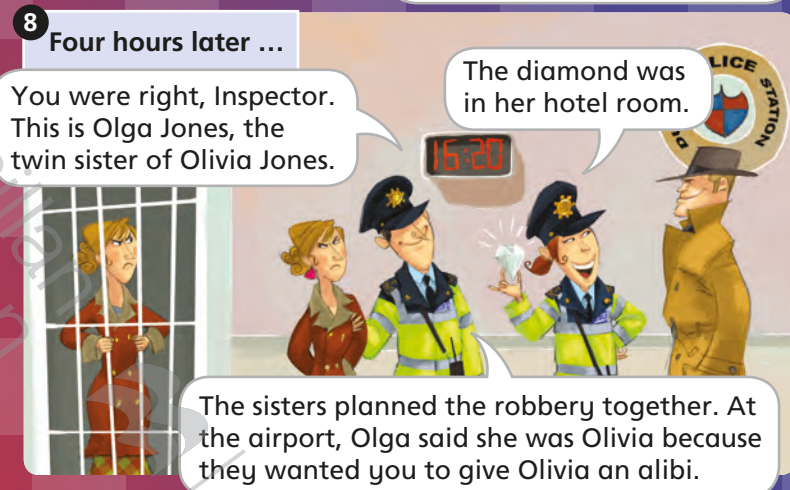 8
Four hours later ...
You were right, Inspector.
This is Olga Jones, the
twin sister of Olivia Jones.
The diamond was
in her hotel room.
16:20
LICE STATION
The sisters planned the robbery together. At
the airport, Olga said she was Olivia because
they wanted you to give Olivia an alibi.